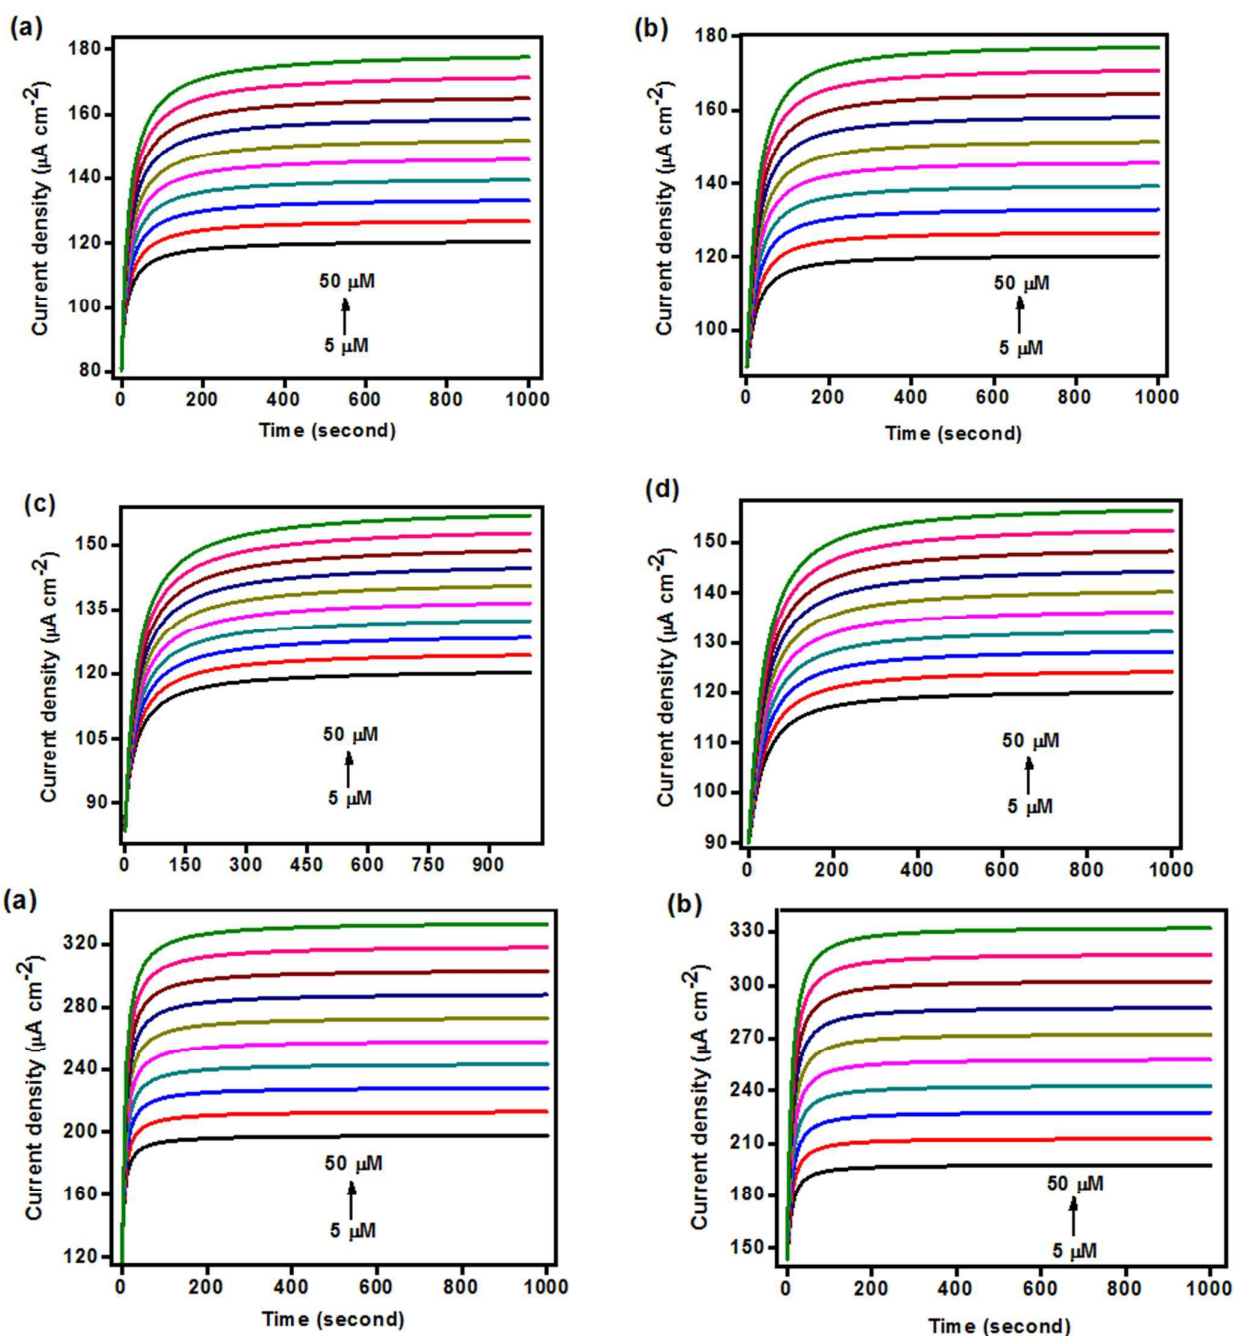 (a)
180
160
140
120
100
80
Current density (µA cm-2)
50 µM
5 µM
0 200 400 600 800 1000
Time (second)
(b)
180
160
140
120
100
Current density (µA cm-2)
50 µM
5 µM
0 200 400 600 800 1000
Time (second)
(c)
150
135
120
105
90
Current density (µA cm-2)
50 µM
5 µM
0 150 300 450 600 750 900
(d)
150
140
130
120
110
100
90
Current density (µA cm-2)
50 µM
5 µM
0 200 400 600 800 1000
(a)
320
280
240
200
160
120
Current density (µA cm-2)
50 µM
5 µM
0 200 400 600 800 1000
Time (second)
(b)
330
300
270
240
210
180
150
Current density (µA cm-2)
50 µM
5 µM
0 200 400 600 800 1000
Time (second)